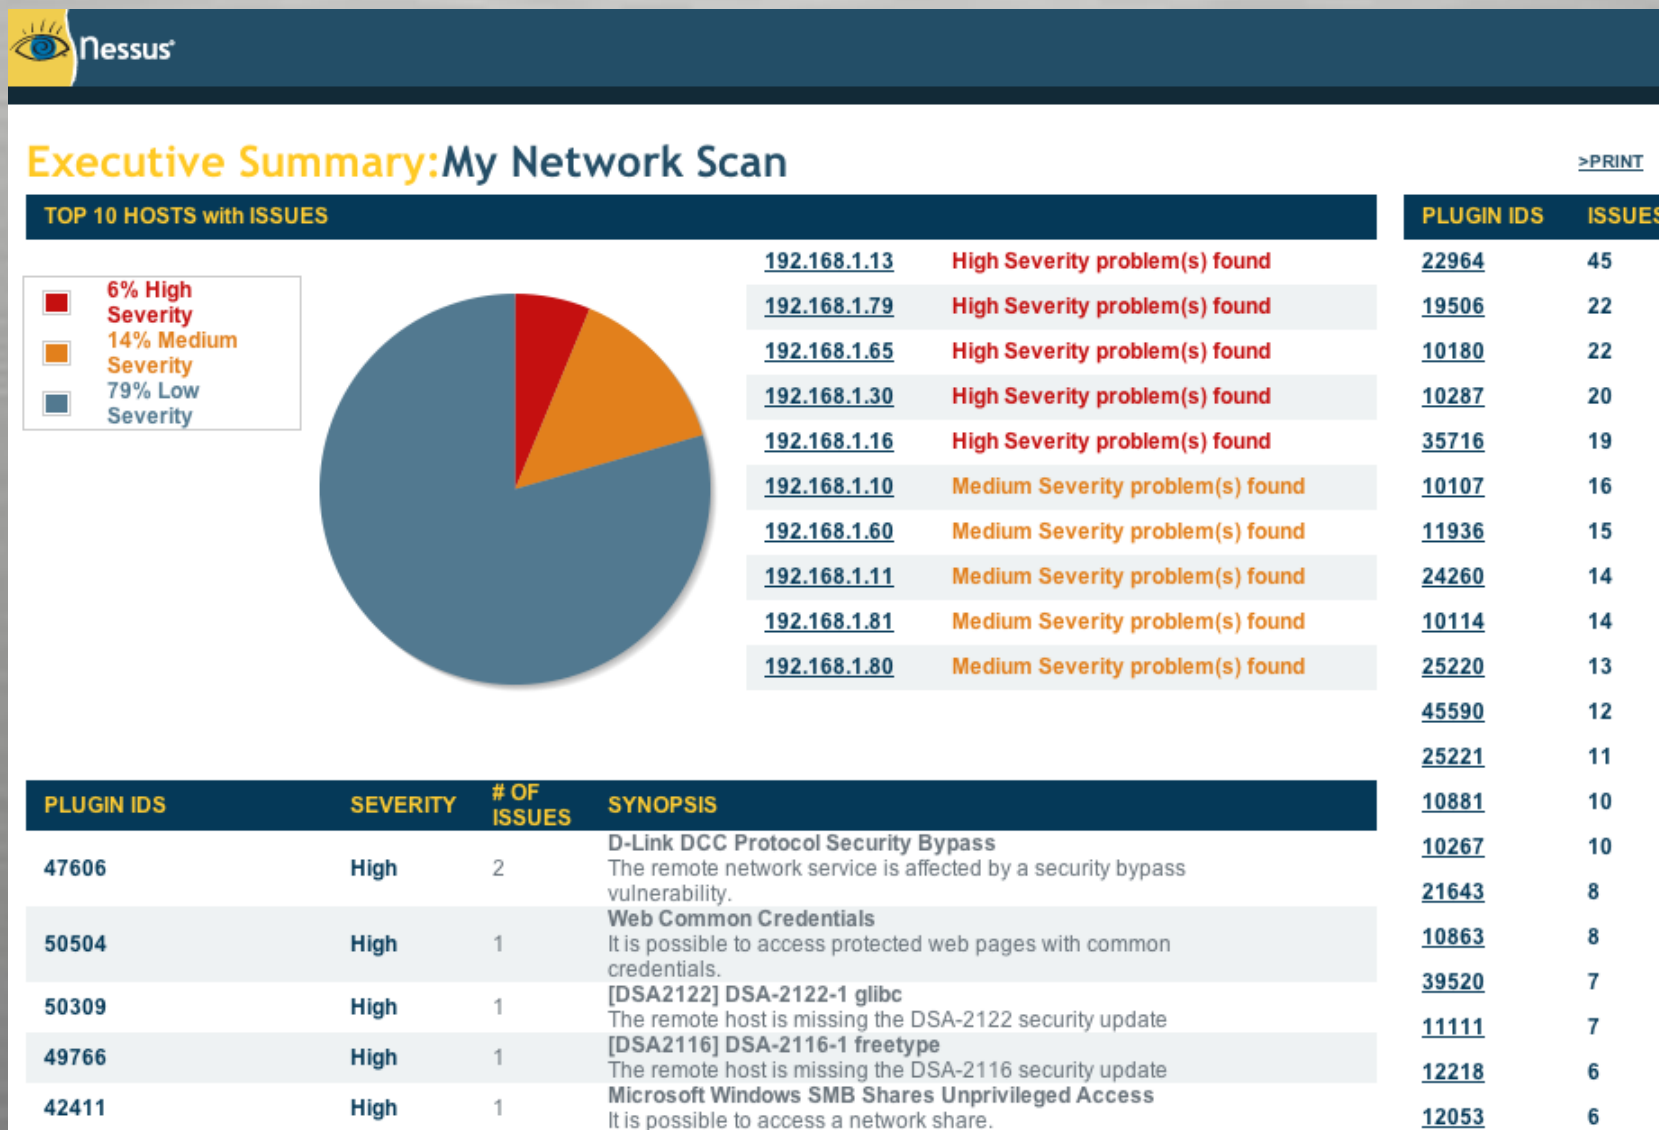 nessus®
Executive Summary:My Network Scan
>PRINT
TOP 10 HOSTS with ISSUES
6% High
Severity
14% Medium
Severity
79% Low
Severity
192.168.1.13 High Severity problem(s) found
192.168.1.79 High Severity problem(s) found
192.168.1.65 High Severity problem(s) found
192.168.1.30 High Severity problem(s) found
192.168.1.16 High Severity problem(s) found
192.168.1.10 Medium Severity problem(s) found
192.168.1.60 Medium Severity problem(s) found
192.168.1.11 Medium Severity problem(s) found
192.168.1.81 Medium Severity problem(s) found
192.168.1.80 Medium Severity problem(s) found
PLUGIN IDS SEVERITY # OF ISSUES SYNOPSIS
47606 High 2 D-Link DCC Protocol Security Bypass
The remote network service is affected by a security bypass
vulnerability.
50504 High 1 Web Common Credentials
It is possible to access protected web pages with common
credentials.
50309 High 1 [DSA2122] DSA-2122-1 glibc
The remote host is missing the DSA-2122 security update
49766 High 1 [DSA2116] DSA-2116-1 freetype
The remote host is missing the DSA-2116 security update
42411 High 1 Microsoft Windows SMB Shares Unprivileged Access
It is possible to access a network share.
PLUGIN IDS ISSUES
22964 45
19506 22
10180 22
10287 20
35716 19
10107 16
11936 15
24260 14
10114 14
25220 13
45590 12
25221 11
10881 10
10267 10
21643 8
10863 8
39520 7
11111 7
12218 6
12053 6